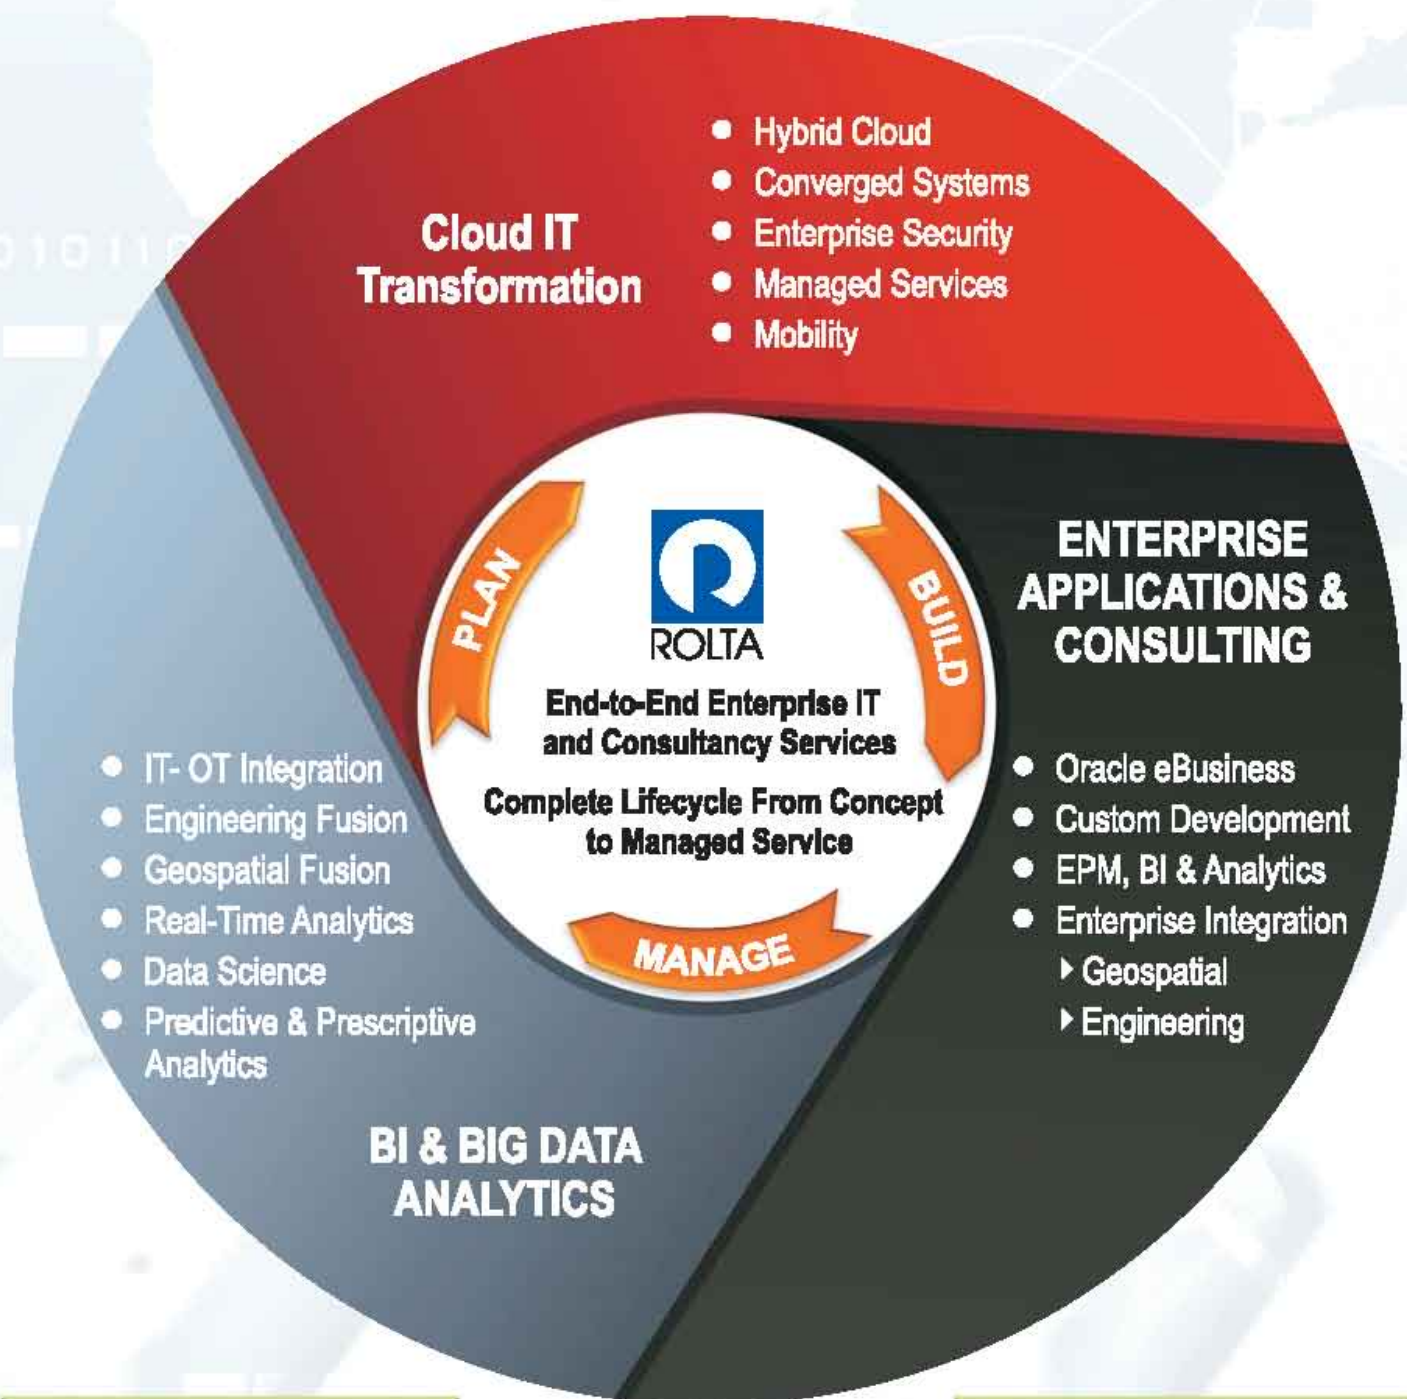 Cloud IT
Transformation
Hybrid Cloud
Converged Systems
Enterprise Security
Managed Services
Mobility
ENTERPRISE
APPLICATIONS &
CONSULTING
Oracle eBusiness
Custom Development
EPM, BI & Analytics
Enterprise Integration
Geospatial
Engineering
PLAN
BUILD
MANAGE
ROLTA
End-to-End Enterprise IT
and Consultancy Services
Complete Lifecycle From Concept
to Managed Service
IT- OT Integration
Engineering Fusion
Geospatial Fusion
Real-Time Analytics
Data Science
Predictive & Prescriptive
Analytics
BI & BIG DATA
ANALYTICS